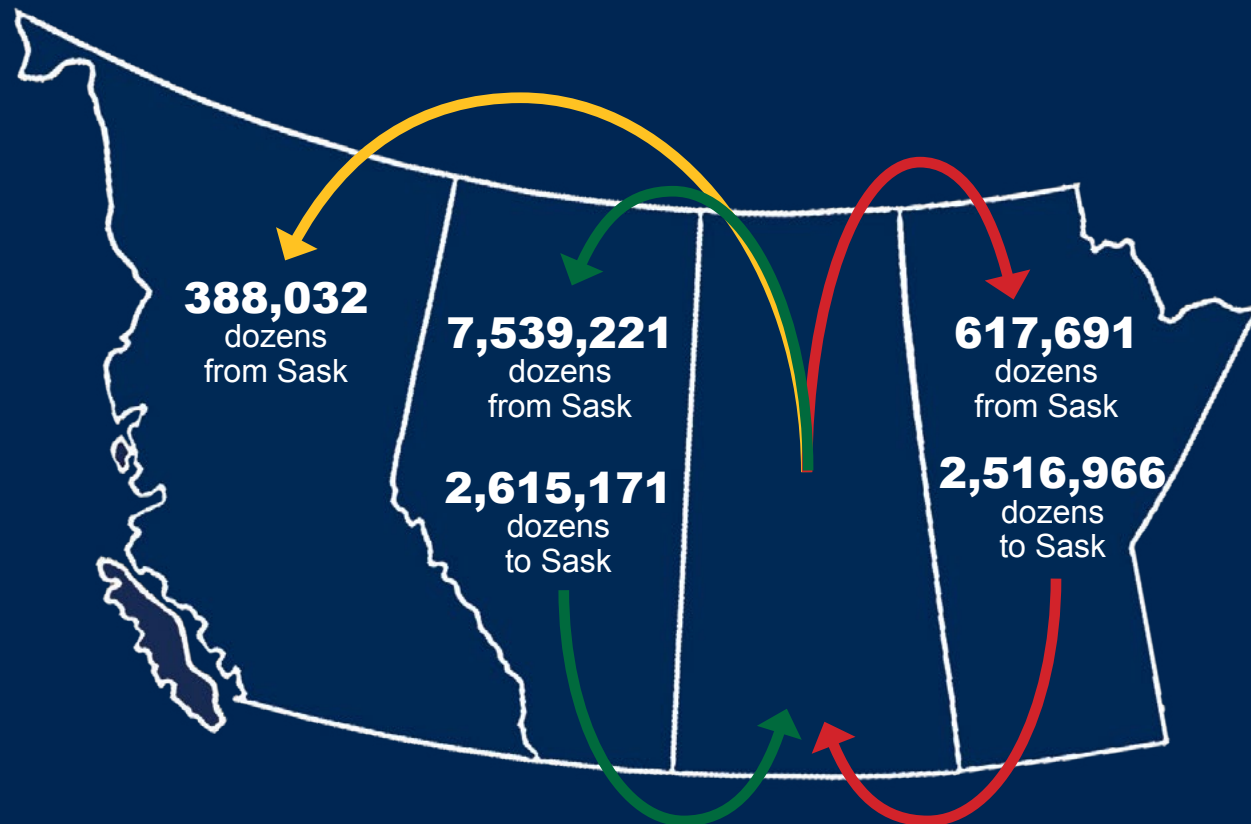 388,032
dozens
from Sask
7,539,221
dozens
from Sask
2,615,171
dozens
to Sask
617,691
dozens
from Sask
2,516,966
dozens
to Sask